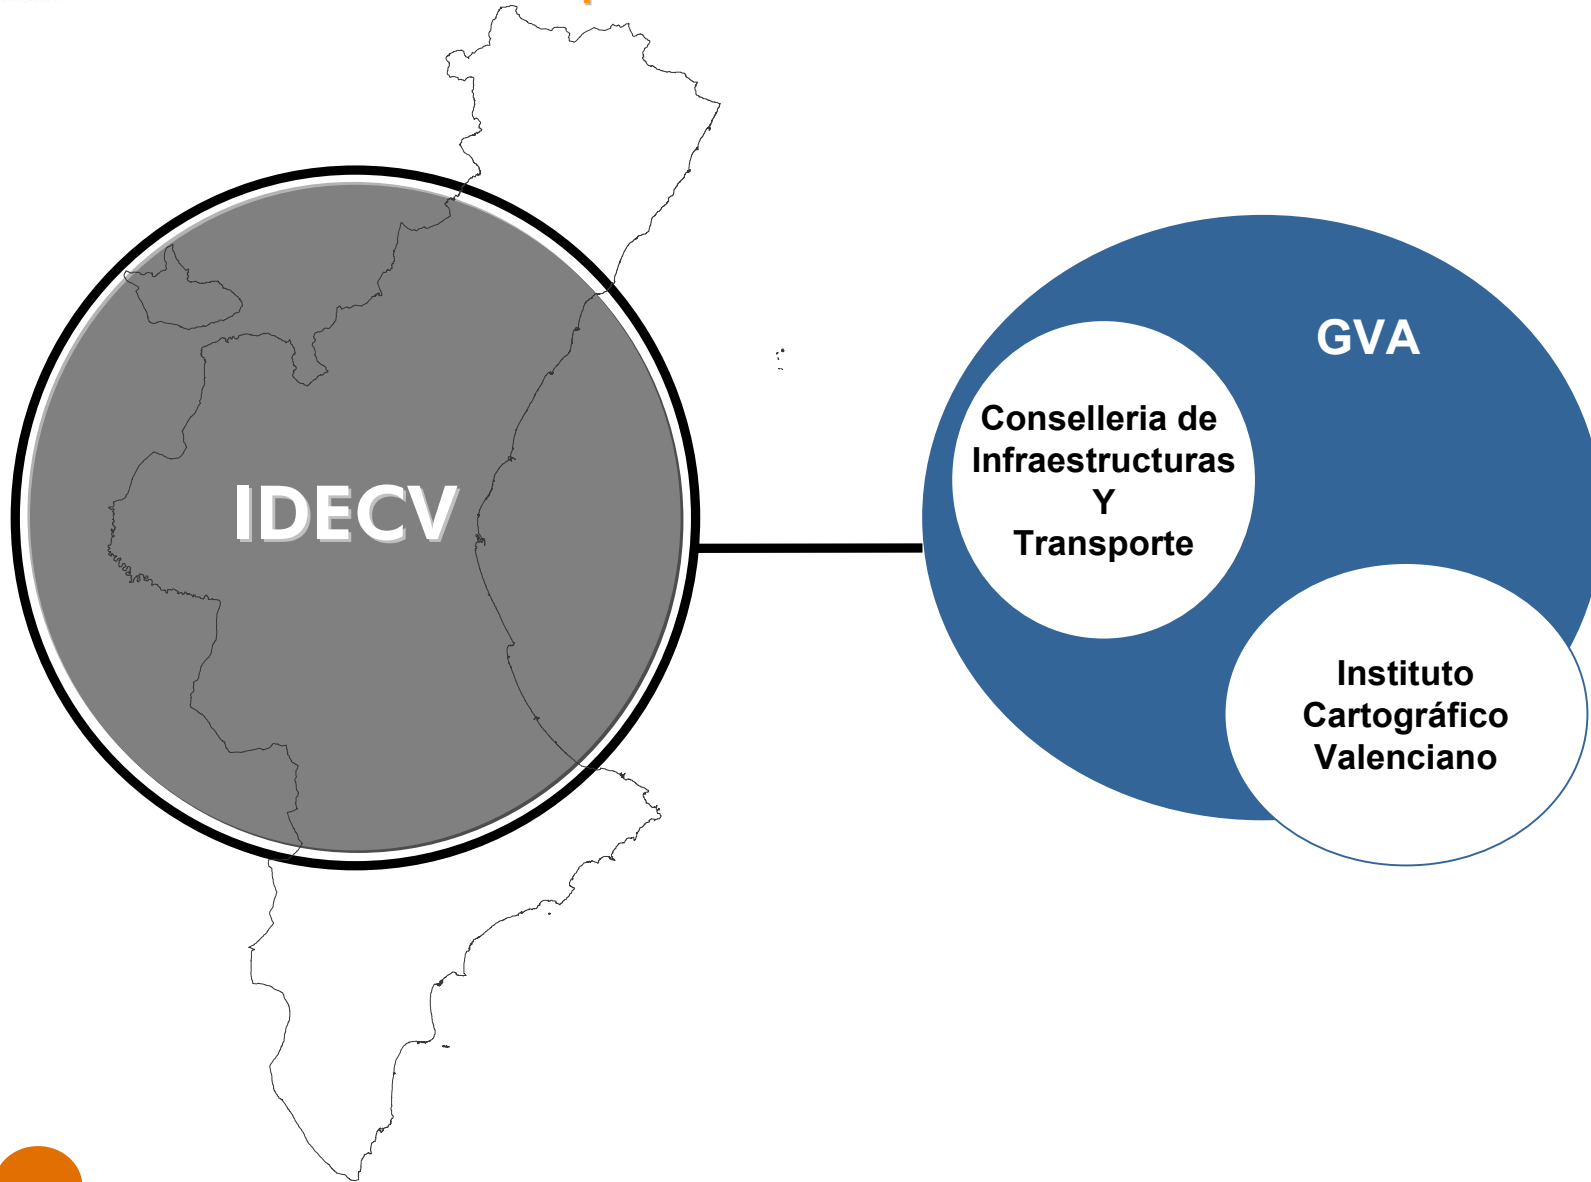 IDECV
GVA
Conselleria de
Infraestructuras
Y
Transporte
Instituto
Cartográfico
Valenciano